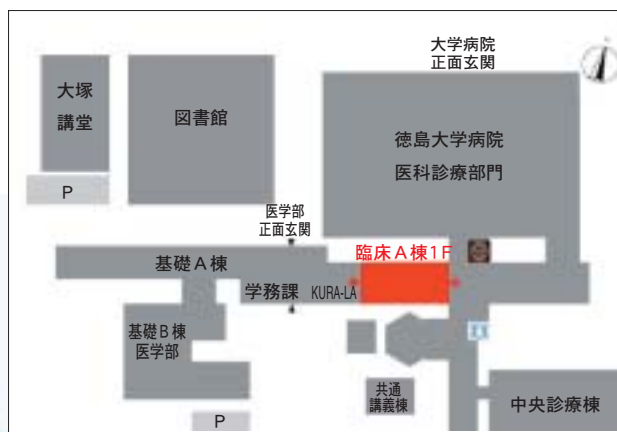 大学病院
正面玄関
大塚
講堂
図書館
徳島大学病院
医科診療部門
P
医学部
正面玄関
臨床A棟1F
基礎A棟
学務課 KURA-LA
基礎B棟
医学部
共通
講義棟
中央診療棟
P